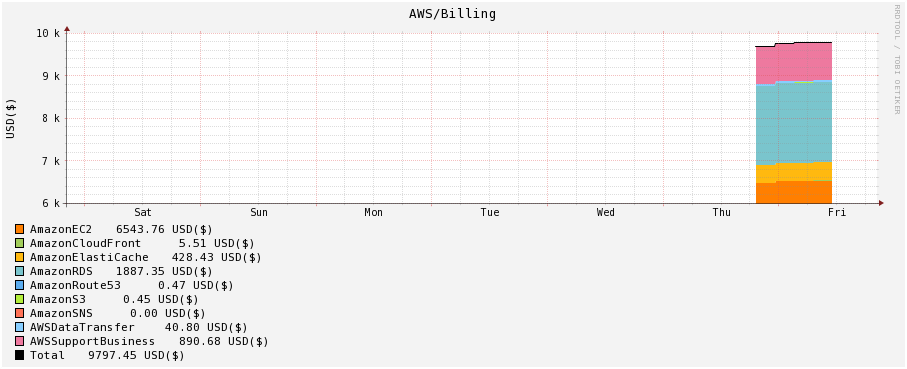 AWS/Billing
RRDTOOL / TOBI OETIKER
USD($)
10 k
9 k
8 k
7 k
6 k
Sat Sun Mon Tue Wed Thu Fri
AmazonEC2 6543.76 USD($)
AmazonCloudFront 5.51 USD($)
AmazonElastiCache 428.43 USD($)
AmazonRDS 1887.35 USD($)
AmazonRoute53 0.47 USD($)
AmazonS3 0.45 USD($)
AmazonSNS 0.00 USD($)
AWSDataTransfer 40.80 USD($)
AWSSupportBusiness 890.68 USD($)
Total 9797.45 USD($)